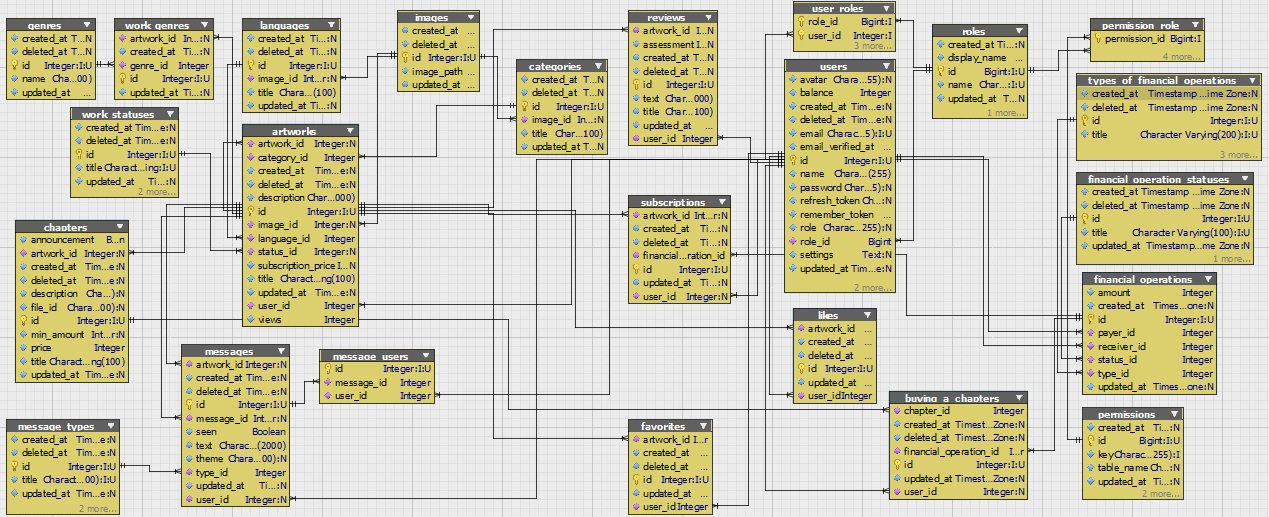 genres
created_at T...N
deleted_at T...N
id Integer:I:U
name Cha...00)
updated_at ...
work genres
artwork_id In...N
created_at Ti...N
deleted_at Ti...N
genre_id Integer
id Integer:I:U
updated_at Ti...N
languages
created_at Ti...:N
deleted_at Ti...:N
id Integer:I:U
image_id Int...r:N
title Chara...(100)
updated_at Ti...:N
images
created_at ...
deleted_at ...
id Integer:I:U
image_path ...
updated_at ...
categories
created_at T...N
deleted_at T...N
id Integer:I:U
image_id In...:N
title Char...100)
updated_at T...N
reviews
artwork_id I...N
assessment I...N
created_at T...N
deleted_at T...N
id Integer:I:U
text Char...000)
title Char...100)
updated_at ...
user_id Integer:N
user roles
role_id Bigint:I
user_id Integer:I
3 more...
users
avatar Chara...55):N
balance Integer
created_at Tim...e:N
deleted_at Tim...e:N
email Charac...5):I:U
email_verified_at ...
id Integer:I:U
name Chara...(255)
password Char...5):N
refresh_token Ch...N
remember_token ...
role Charac...255):N
role_id Bigint
settings Text:N
updated_at Tim...e:N
2 more...
roles
created_at Ti...:N
display_name ...
id Bigint:I:U
name Char...:I:U
updated_at T...N
1 more...
permission role
permission_id Bigint:I
4 more...
types of financial operations
created_at Timestamp ...ime Zone:N
deleted_at Timestamp ...ime Zone:N
id Integer:I:U
title Character Varying(200):I:U
3 more...
work statuses
created_at Tim...e:N
deleted_at Tim...e:N
id Integer:I:U
title Charact...ing:I:U
updated_at Ti...:N
2 more...
artworks
artwork_id Integer:N
category_id Integer
created_at Tim...e:N
deleted_at Tim...e:N
description Char...000)
id Integer:I:U
image_id Integer:N
language_id Integer
status_id Integer:N
subscription_price I...N
title Charact...ng(100)
updated_at Tim...e:N
user_id Integer
views Integer
financial operation statuses
created_at Timestamp ...ime Zone:N
deleted_at Timestamp ...ime Zone:N
id Integer:I:U
title Character Varying(100):I:U
updated_at Timestamp...me Zone:N
1 more...
chapters
announcement B...n
artwork_id Integer:N
created_at Tim...e:N
deleted_at Tim...e:N
description Cha...):N
file_id Chara...00):N
id Integer:I:U
min_amount Int...r:N
price Integer
title Charact...ng(100)
updated_at Tim...e:N
subscriptions
artwork_id Int...r:N
created_at Ti...:N
deleted_at Ti...:N
financial...ration_id
id Integer:I:U
updated_at Ti...:N
user_id Integer:N
financial operations
amount Integer
created_at Times...one:N
id Integer:I:U
payer_id Integer
receiver_id Integer
status_id Integer
type_id Integer
updated_at Times...one:N
likes
artwork_id ...
created_at ...
deleted_at ...
id Integer:I:U
updated_at ...
user_idInteger
messages
artwork_id Integer:N
created_at Tim...e:N
deleted_at Tim...e:N
id Integer:I:U
message_id Int...r:N
seen Boolean
text Charac...(2000)
theme Chara...00):N
type_id Integer
updated_at Ti...:N
user_id Integer:N
message users
id Integer:I:U
message_id Integer
user_id Integer:N
buying a chapters
chapter_id Integer
created_at Timest...Zone:N
deleted_at Timest...Zone:N
financial_operation_id I...r
id Integer:I:U
updated_at Timest...Zone:N
user_id Integer:N
message types
created_at Tim...e:N
deleted_at Tim...e:N
id Integer:I:U
title Charact...00):I:U
updated_at Tim...e:N
2 more...
favorites
artwork_id I...r
created_at ...
deleted_at ...
id Integer:I:U
updated_at ...
user_id Integer
permissions
created_at Ti...:N
id Bigint:I:U
keyCharac...255):I
table_name Ch...:N
updated_at Ti...:N
2 more...